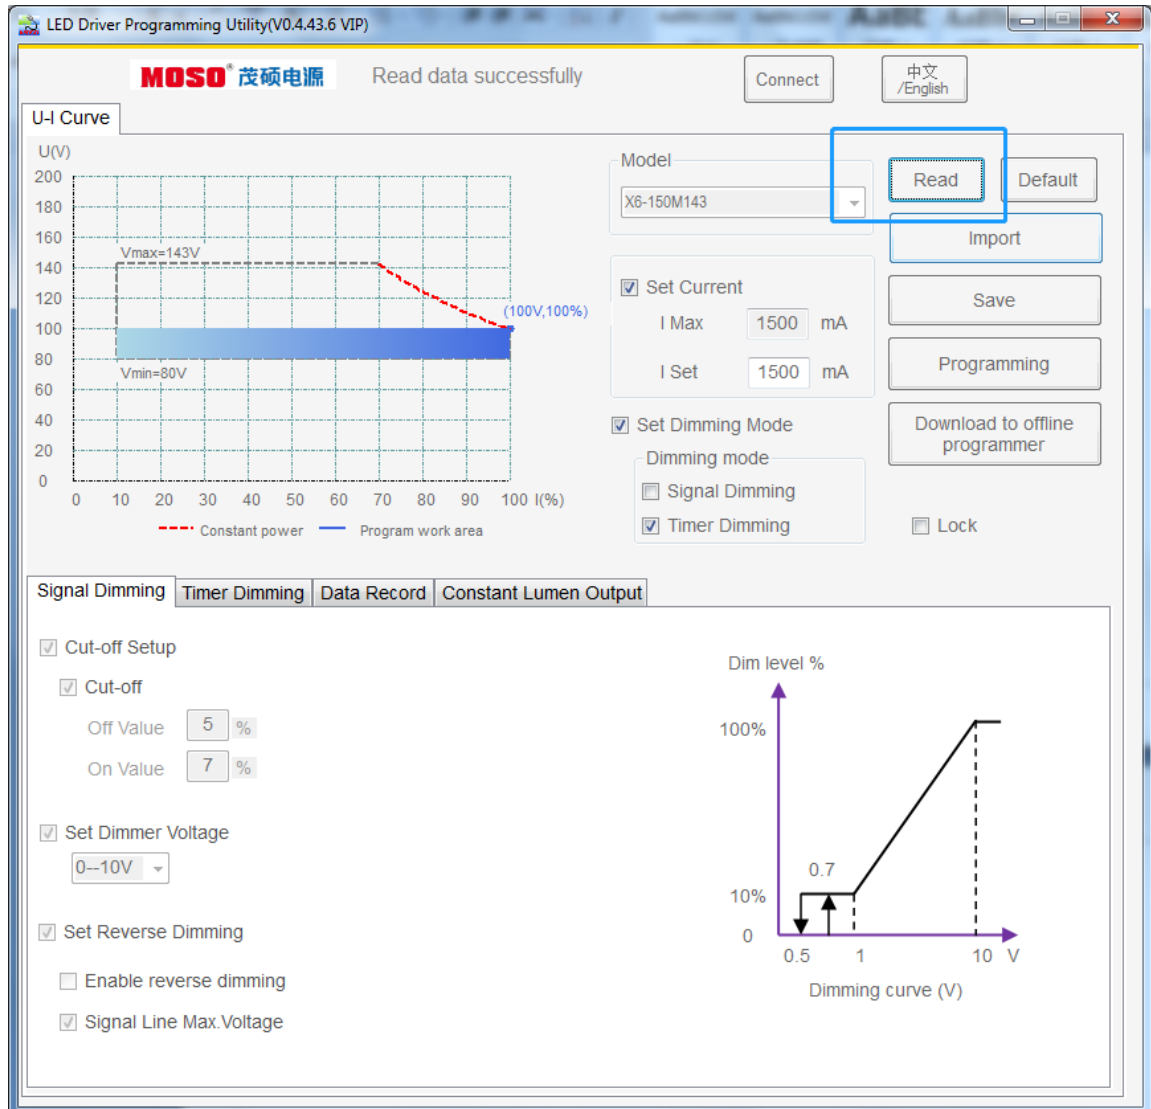 LED Driver Programming Utility(V0.4.43.6 VIP)
MOSO® 茂硕电源
Read data successfully
Connect
中文
/English
U-I Curve
U(V)
200
180
160
140
120
100
80
60
40
20
0
Vmax=143V
(100V,100%)
Vmin=80V
0 10 20 30 40 50 60 70 80 90 100 I(%)
Constant power
Program work area
Model
X6-150M143
Read
Default
Import
Set Current
I Max 1500 mA
I Set 1500 mA
Save
Programming
Set Dimming Mode
Dimming mode
Signal Dimming
Timer Dimming
Download to offline
programmer
Lock
Signal Dimming Timer Dimming Data Record Constant Lumen Output
Cut-off Setup
Cut-off
Off Value 5 %
On Value 7 %
Set Dimmer Voltage
0--10V
Set Reverse Dimming
Enable reverse dimming
Signal Line Max.Voltage
Dim level %
100%
0.7
10%
0
0.5 1 10 V
Dimming curve (V)